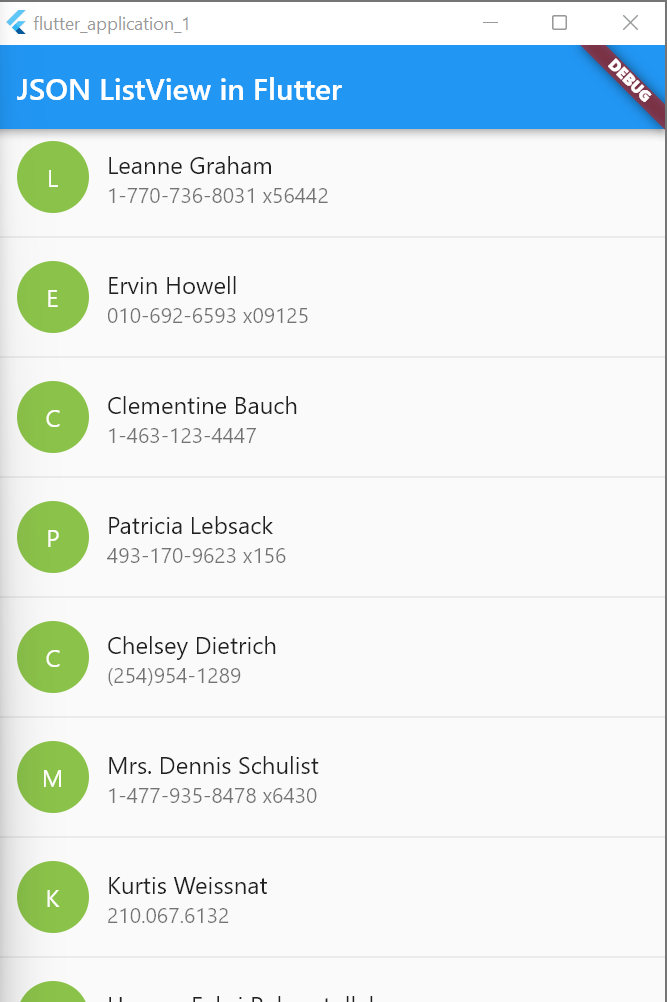 flutter_application_1
JSON ListView in Flutter
DEBUG
L
Leanne Graham
1-770-736-8031 x56442
E
Ervin Howell
010-692-6593 x09125
C
Clementine Bauch
1-463-123-4447
P
Patricia Lebsack
493-170-9623 x156
C
Chelsey Dietrich
(254)954-1289
M
Mrs. Dennis Schulist
1-477-935-8478 x6430
K
Kurtis Weissnat
210.067.6132